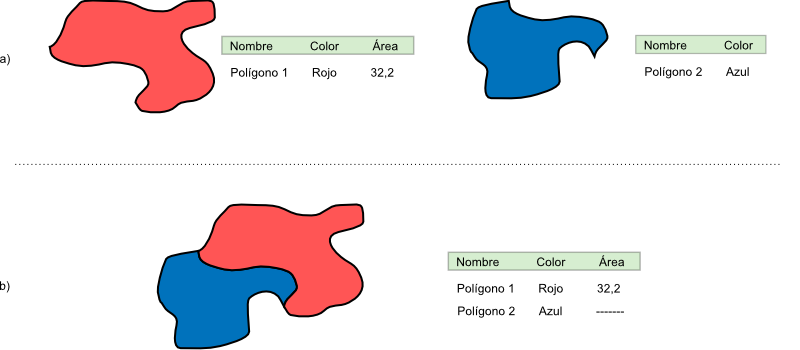 a)
Nombre Color Área
Polígono 1 Rojo 32,2
Nombre Color
Polígono 2 Azul
b)
Nombre Color Área
Polígono 1 Rojo 32,2
Polígono 2 Azul -------